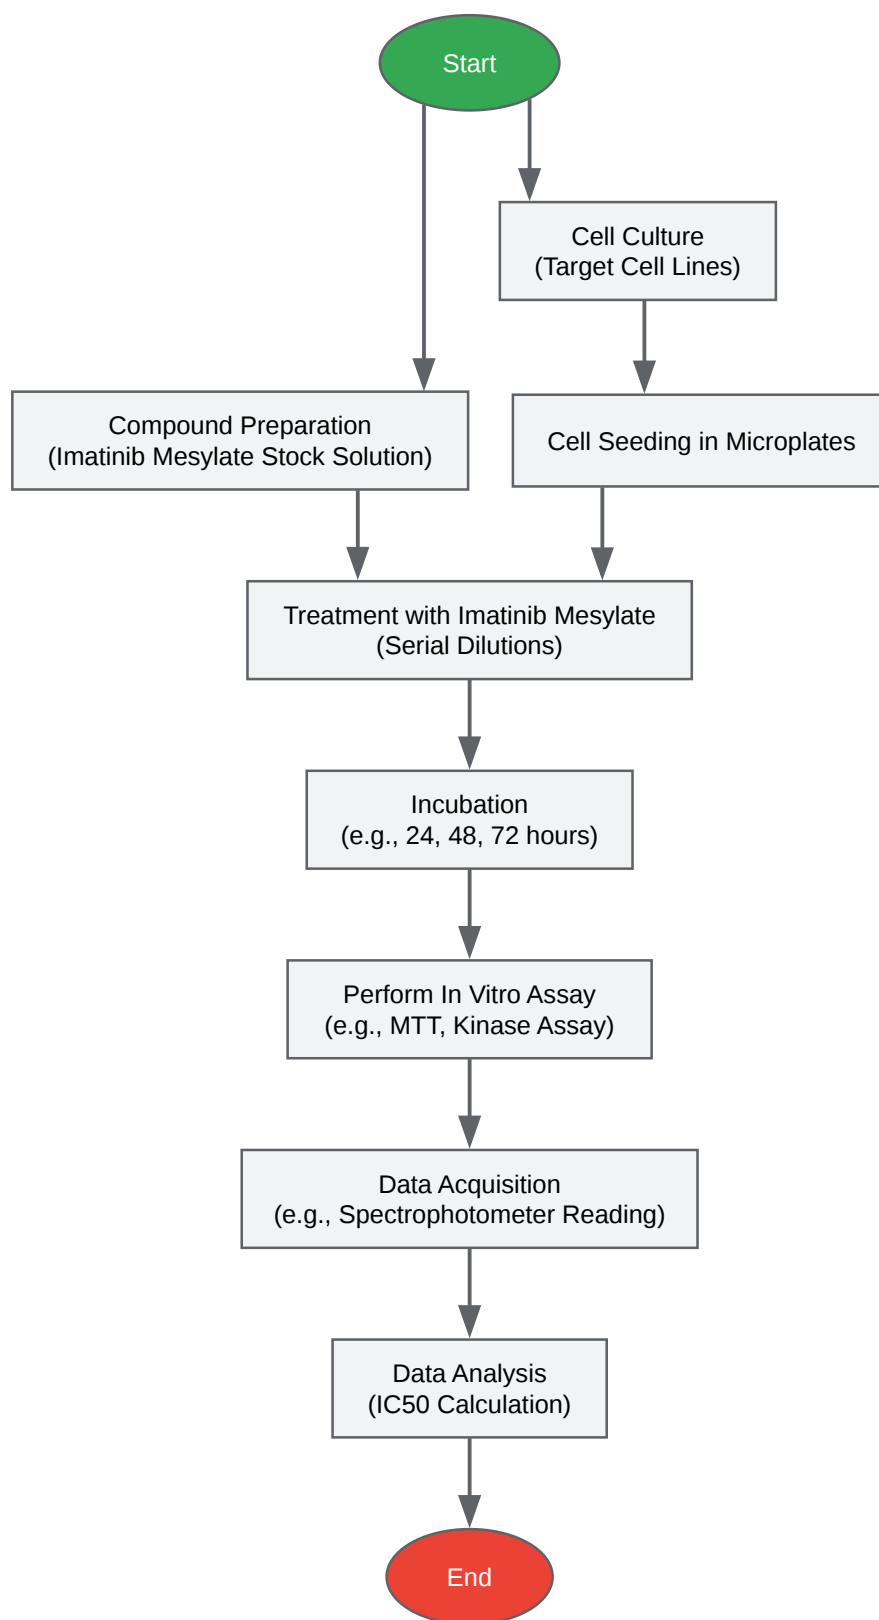 Start
Cell Culture
(Target Cell Lines)
Compound Preparation
(Imatinib Mesylate Stock Solution)
Cell Seeding in Microplates
Treatment with Imatinib Mesylate
(Serial Dilutions)
Incubation
(e.g., 24, 48, 72 hours)
Perform In Vitro Assay
(e.g., MTT, Kinase Assay)
Data Acquisition
(e.g., Spectrophotometer Reading)
Data Analysis
(IC50 Calculation)
End